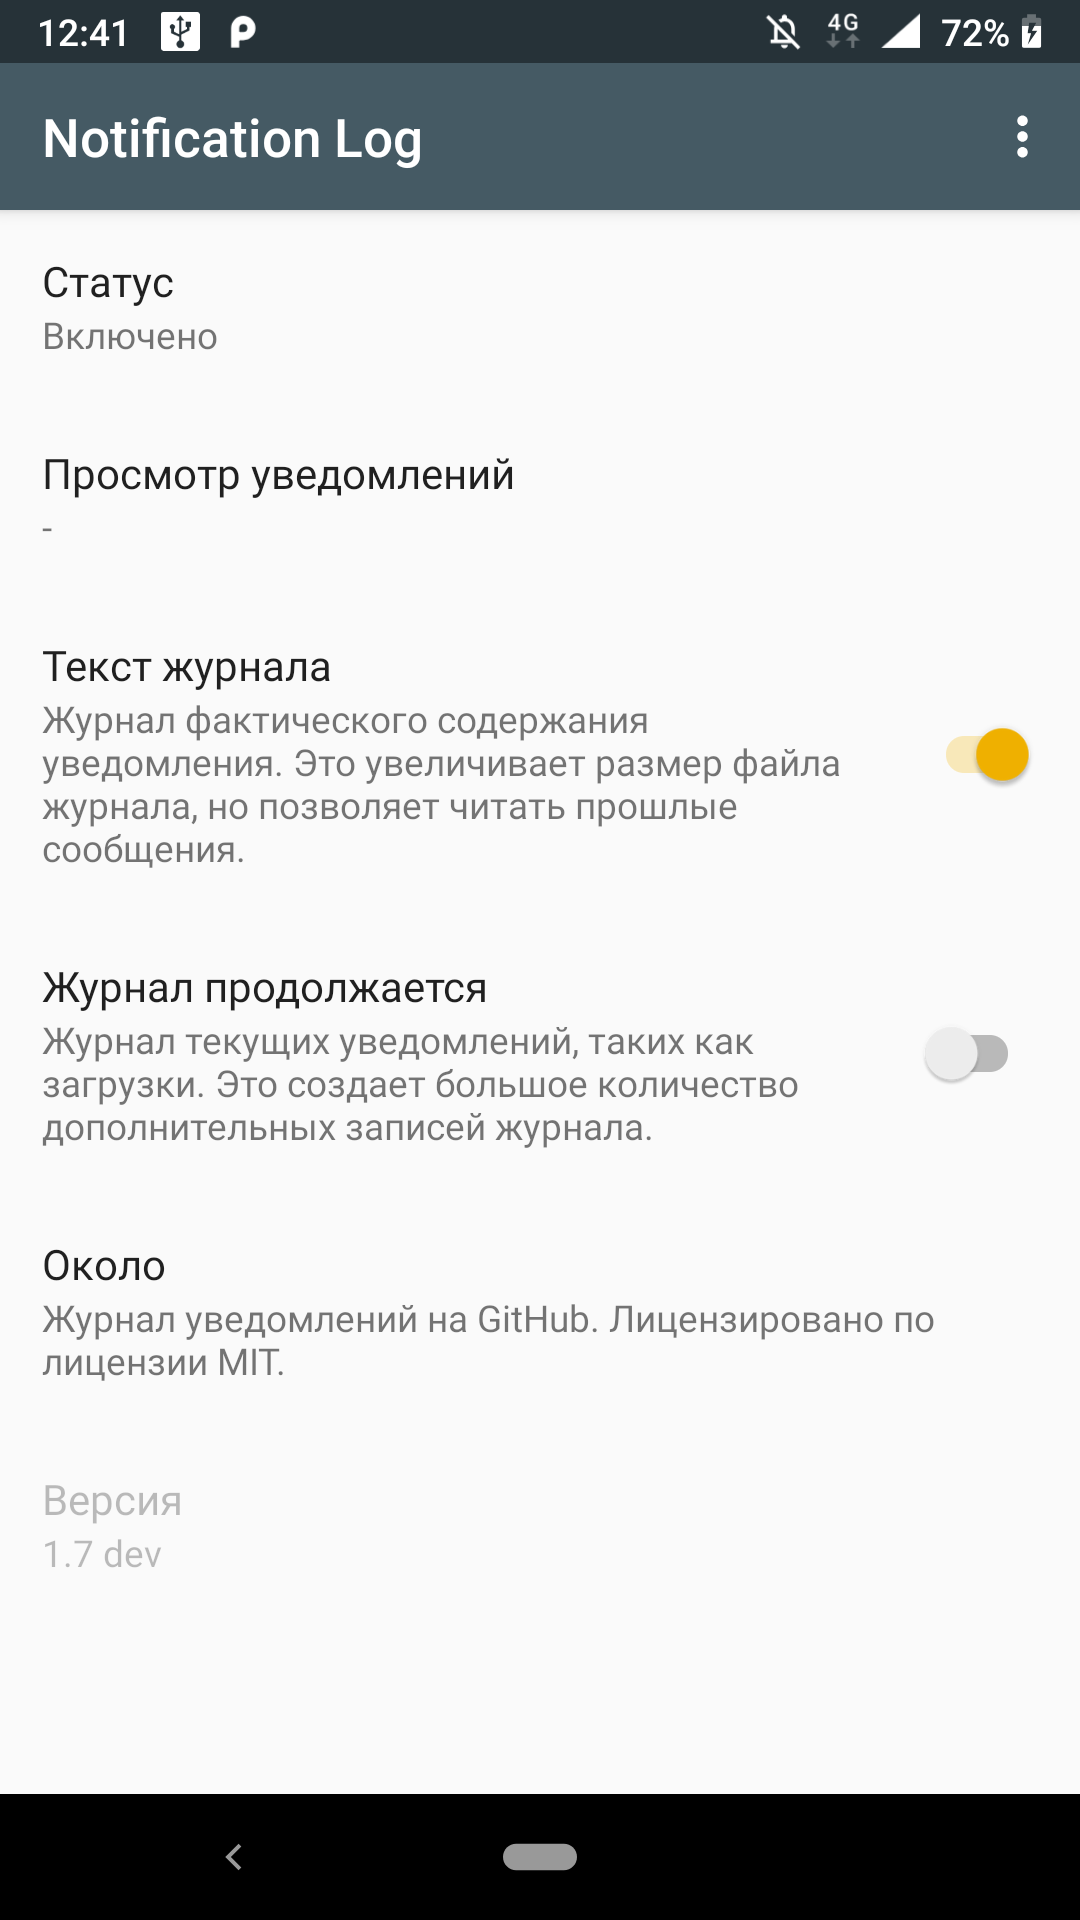 12:41
4G
72%
Notification Log
Статус
Включено
Просмотр уведомлений
-
Текст журнала
Журнал фактического содержания
уведомления. Это увеличивает размер файла
журнала, но позволяет читать прошлые
сообщения.
Журнал продолжается
Журнал текущих уведомлений, таких как
загрузки. Это создает большое количество
дополнительных записей журнала.
Около
Журнал уведомлений на GitHub. Лицензировано по
лицензии MIT.
Версия
1.7 dev